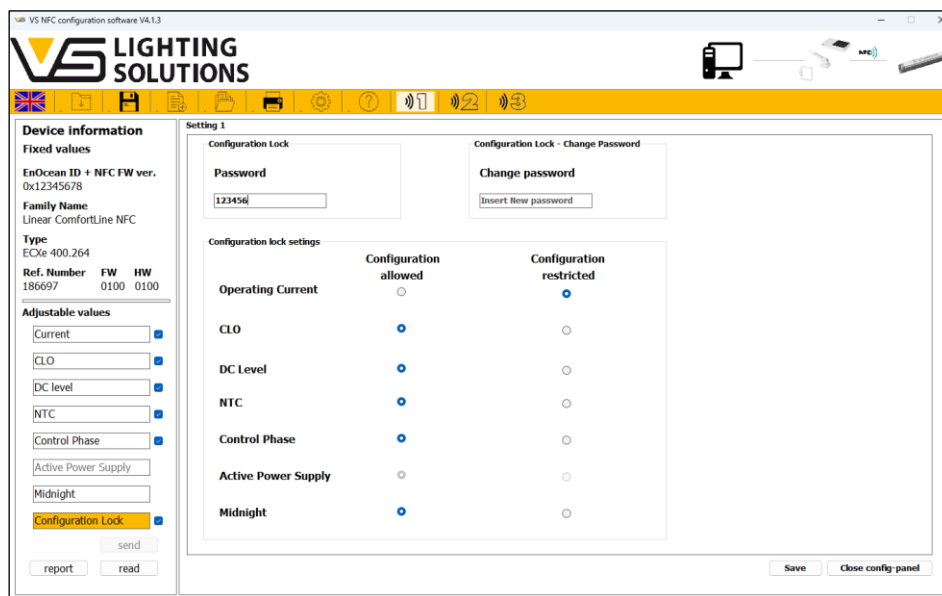 VS NFC configuration software V4.1.3
VS LIGHTING
SOLUTIONS
NFC
1 2 3
Device information
Fixed values
EnOcean ID + NFC FW ver.
0x12345678
Family Name
Linear ComfortLine NFC
Type
ECXe 400.264
Ref. Number FW HW
186697 0100 0100
Adjustable values
Current
CLO
DC level
NTC
Control Phase
Active Power Supply
Midnight
Configuration Lock
send
report read
Setting 1
Configuration Lock
Password
123456
Configuration Lock - Change Password
Change password
Insert New password
Configuration lock setings
Configuration allowed
Configuration restricted
Operating Current
CLO
DC Level
NTC
Control Phase
Active Power Supply
Midnight
Save Close config-panel